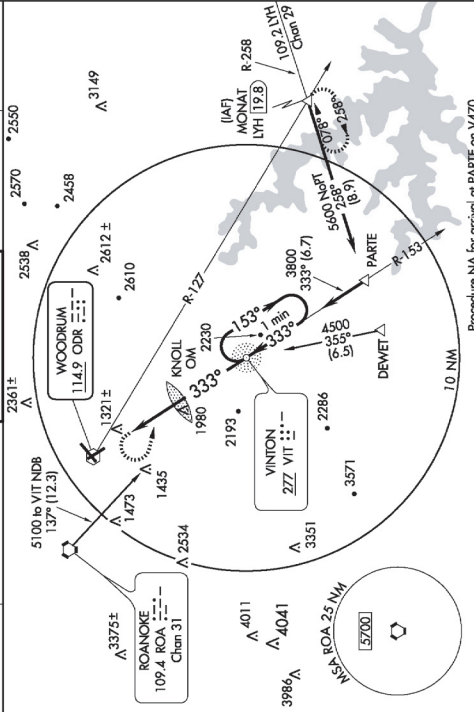 2550
2570
2458
3149
2538
2612 ±
2610
2361±
WOODRUM
114.9 ODR
1321±
R-127
R-258
109.2 LYH
Chan 29
(IAF)
MONAT
LYH 19.8
078°
258°
5600 NoPT
258°
(8.9)
PARTE
R-153
3800
333° (6.7)
153°
1 min
333°
KNOLL
OM
2230
333°
1980
4500
355°
(6.5)
DEWET
2193
VINTON
277 VIT
2286
3571
10 NM
5100 to VIT NDB
137° (12.3)
1473
1435
2534
3351
ROANOKE
109.4 ROA
Chan 31
3375±
4011
4041
3986
MSA ROA 25 NM
5700
Procedure NA for arrival at PARTE on V470